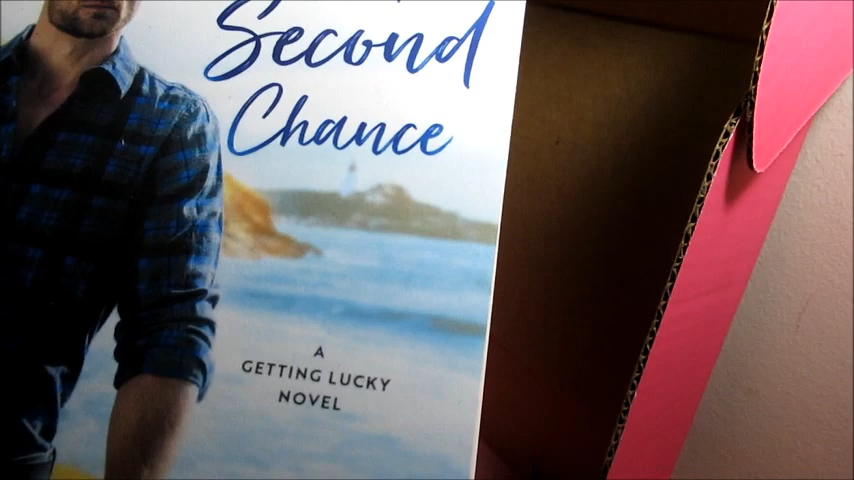 Second
Chance
A
GETTING LUCKY
NOVEL